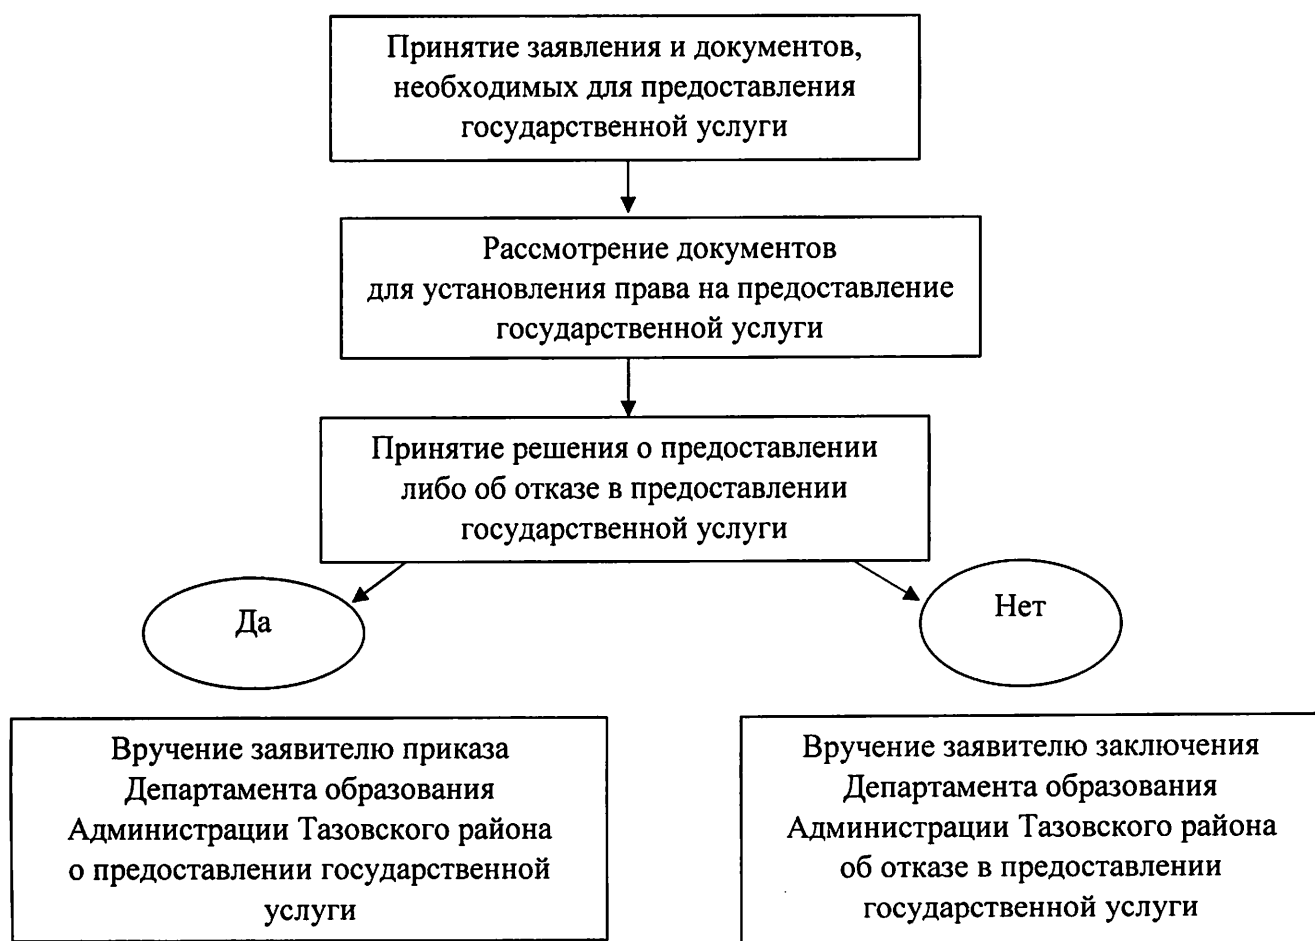 Принятие заявления и документов,
необходимых для предоставления
государственной услуги
Рассмотрение документов
для установления права на предоставление
государственной услуги
Принятие решения о предоставлении
либо об отказе в предоставлении
государственной услуги
Да
Нет
Вручение заявителю приказа
Департамента образования
Администрации Тазовского района
о предоставлении государственной
услуги
Вручение заявителю заключения
Департамента образования
Администрации Тазовского района
об отказе в предоставлении
государственной услуги